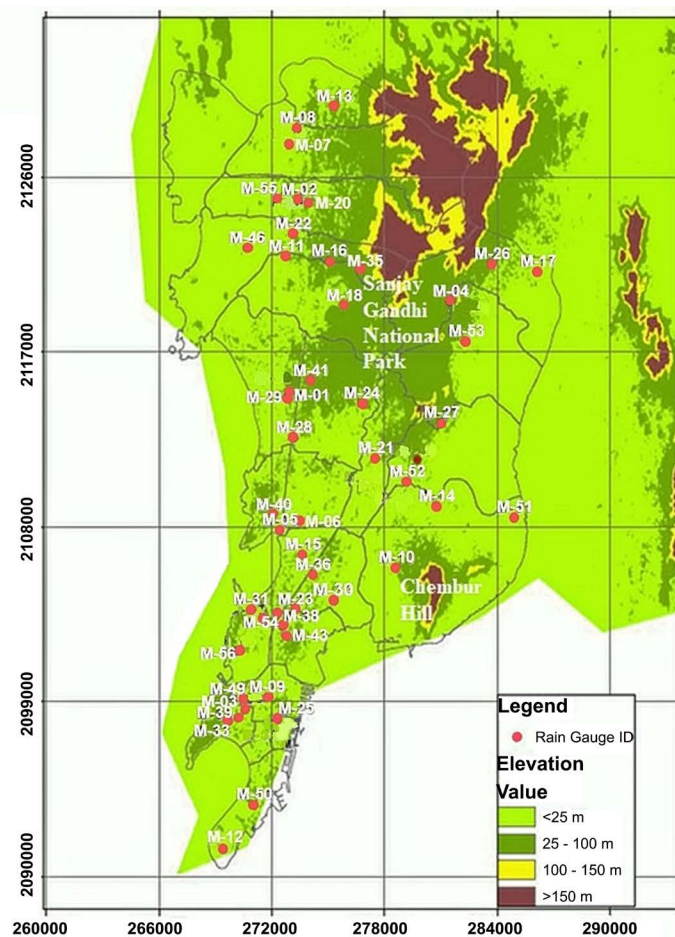 M-13
M-08
M-07
2126000
M-55
M-02
M-20
M-22
M-46
M-11
M-16
M-35
M-26
M-17
M-18
M-04
Sanjay
Gandhi
National
Park
M-53
2117000
M-41
M-29
M-01
M-24
M-27
M-28
M-21
M-52
M-14
M-51
M-40
M-05
M-06
2108000
M-15
M-36
M-10
Chembur
Hill
M-30
M-31
M-23
M-38
M-54
M-43
M-56
M-49
M-09
M-03
M-39
M-25
M-33
2099000
M-50
M-12
2090000
Legend
Rain Gauge ID
Elevation
Value
<25 m
25 - 100 m
100 - 150 m
>150 m
260000 266000 272000 278000 284000 290000